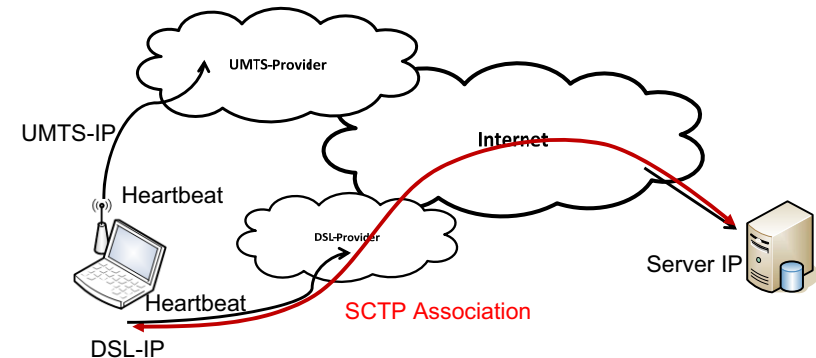 UMTS-Provider
Internet
UMTS-IP
Heartbeat
DSL-Provider
Server IP
Heartbeat
SCTP Association
DSL-IP